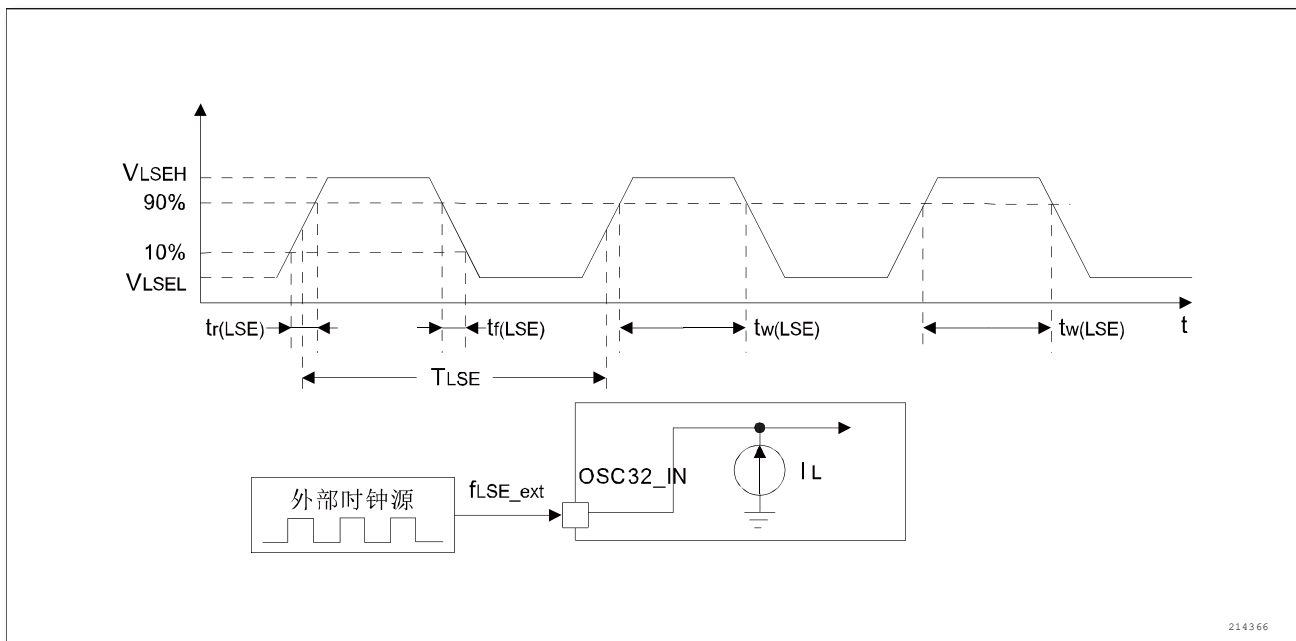 VLSEH
90%
10%
VLSEL
tr(LSE)
tf(LSE)
tw(LSE)
tw(LSE)
t
TLSE
外部时钟源
fLSE_ext
OSC32_IN
IL
214366